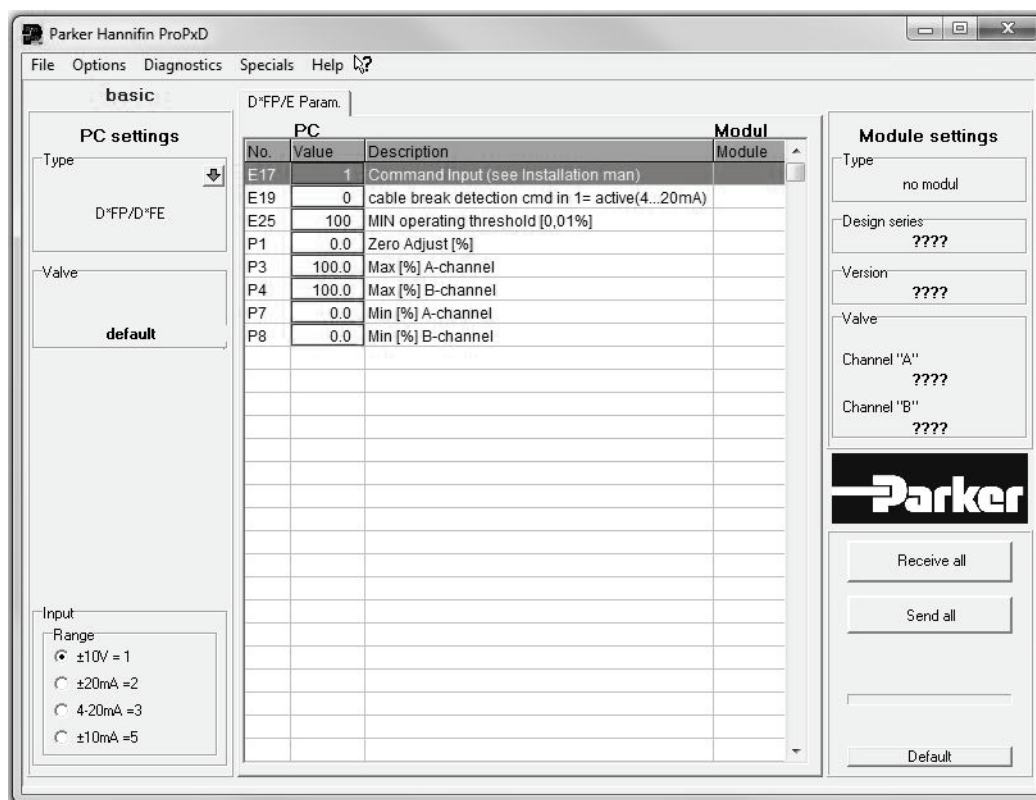 Parker Hannifin ProPxD
File Options Diagnostics Specials Help
basic
D*FP/E Param.
PC settings
Type
D*FP/D*FE
Valve
default
Input
Range
±10V = 1
±20mA =2
4-20mA =3
±10mA =5
PC Modul
No. Value Description Module
E17 1 Command Input (see Installation man)
E19 0 cable break detection cmd in 1= active(4...20mA)
E25 100 MIN operating threshold [0,01%]
P1 0.0 Zero Adjust [%]
P3 100.0 Max [%] A-channel
P4 100.0 Max [%] B-channel
P7 0.0 Min [%] A-channel
P8 0.0 Min [%] B-channel
Module settings
Type
no modul
Design series
????
Version
????
Valve
Channel "A"
????
Channel "B"
????
Parker
Receive all
Send all
Default